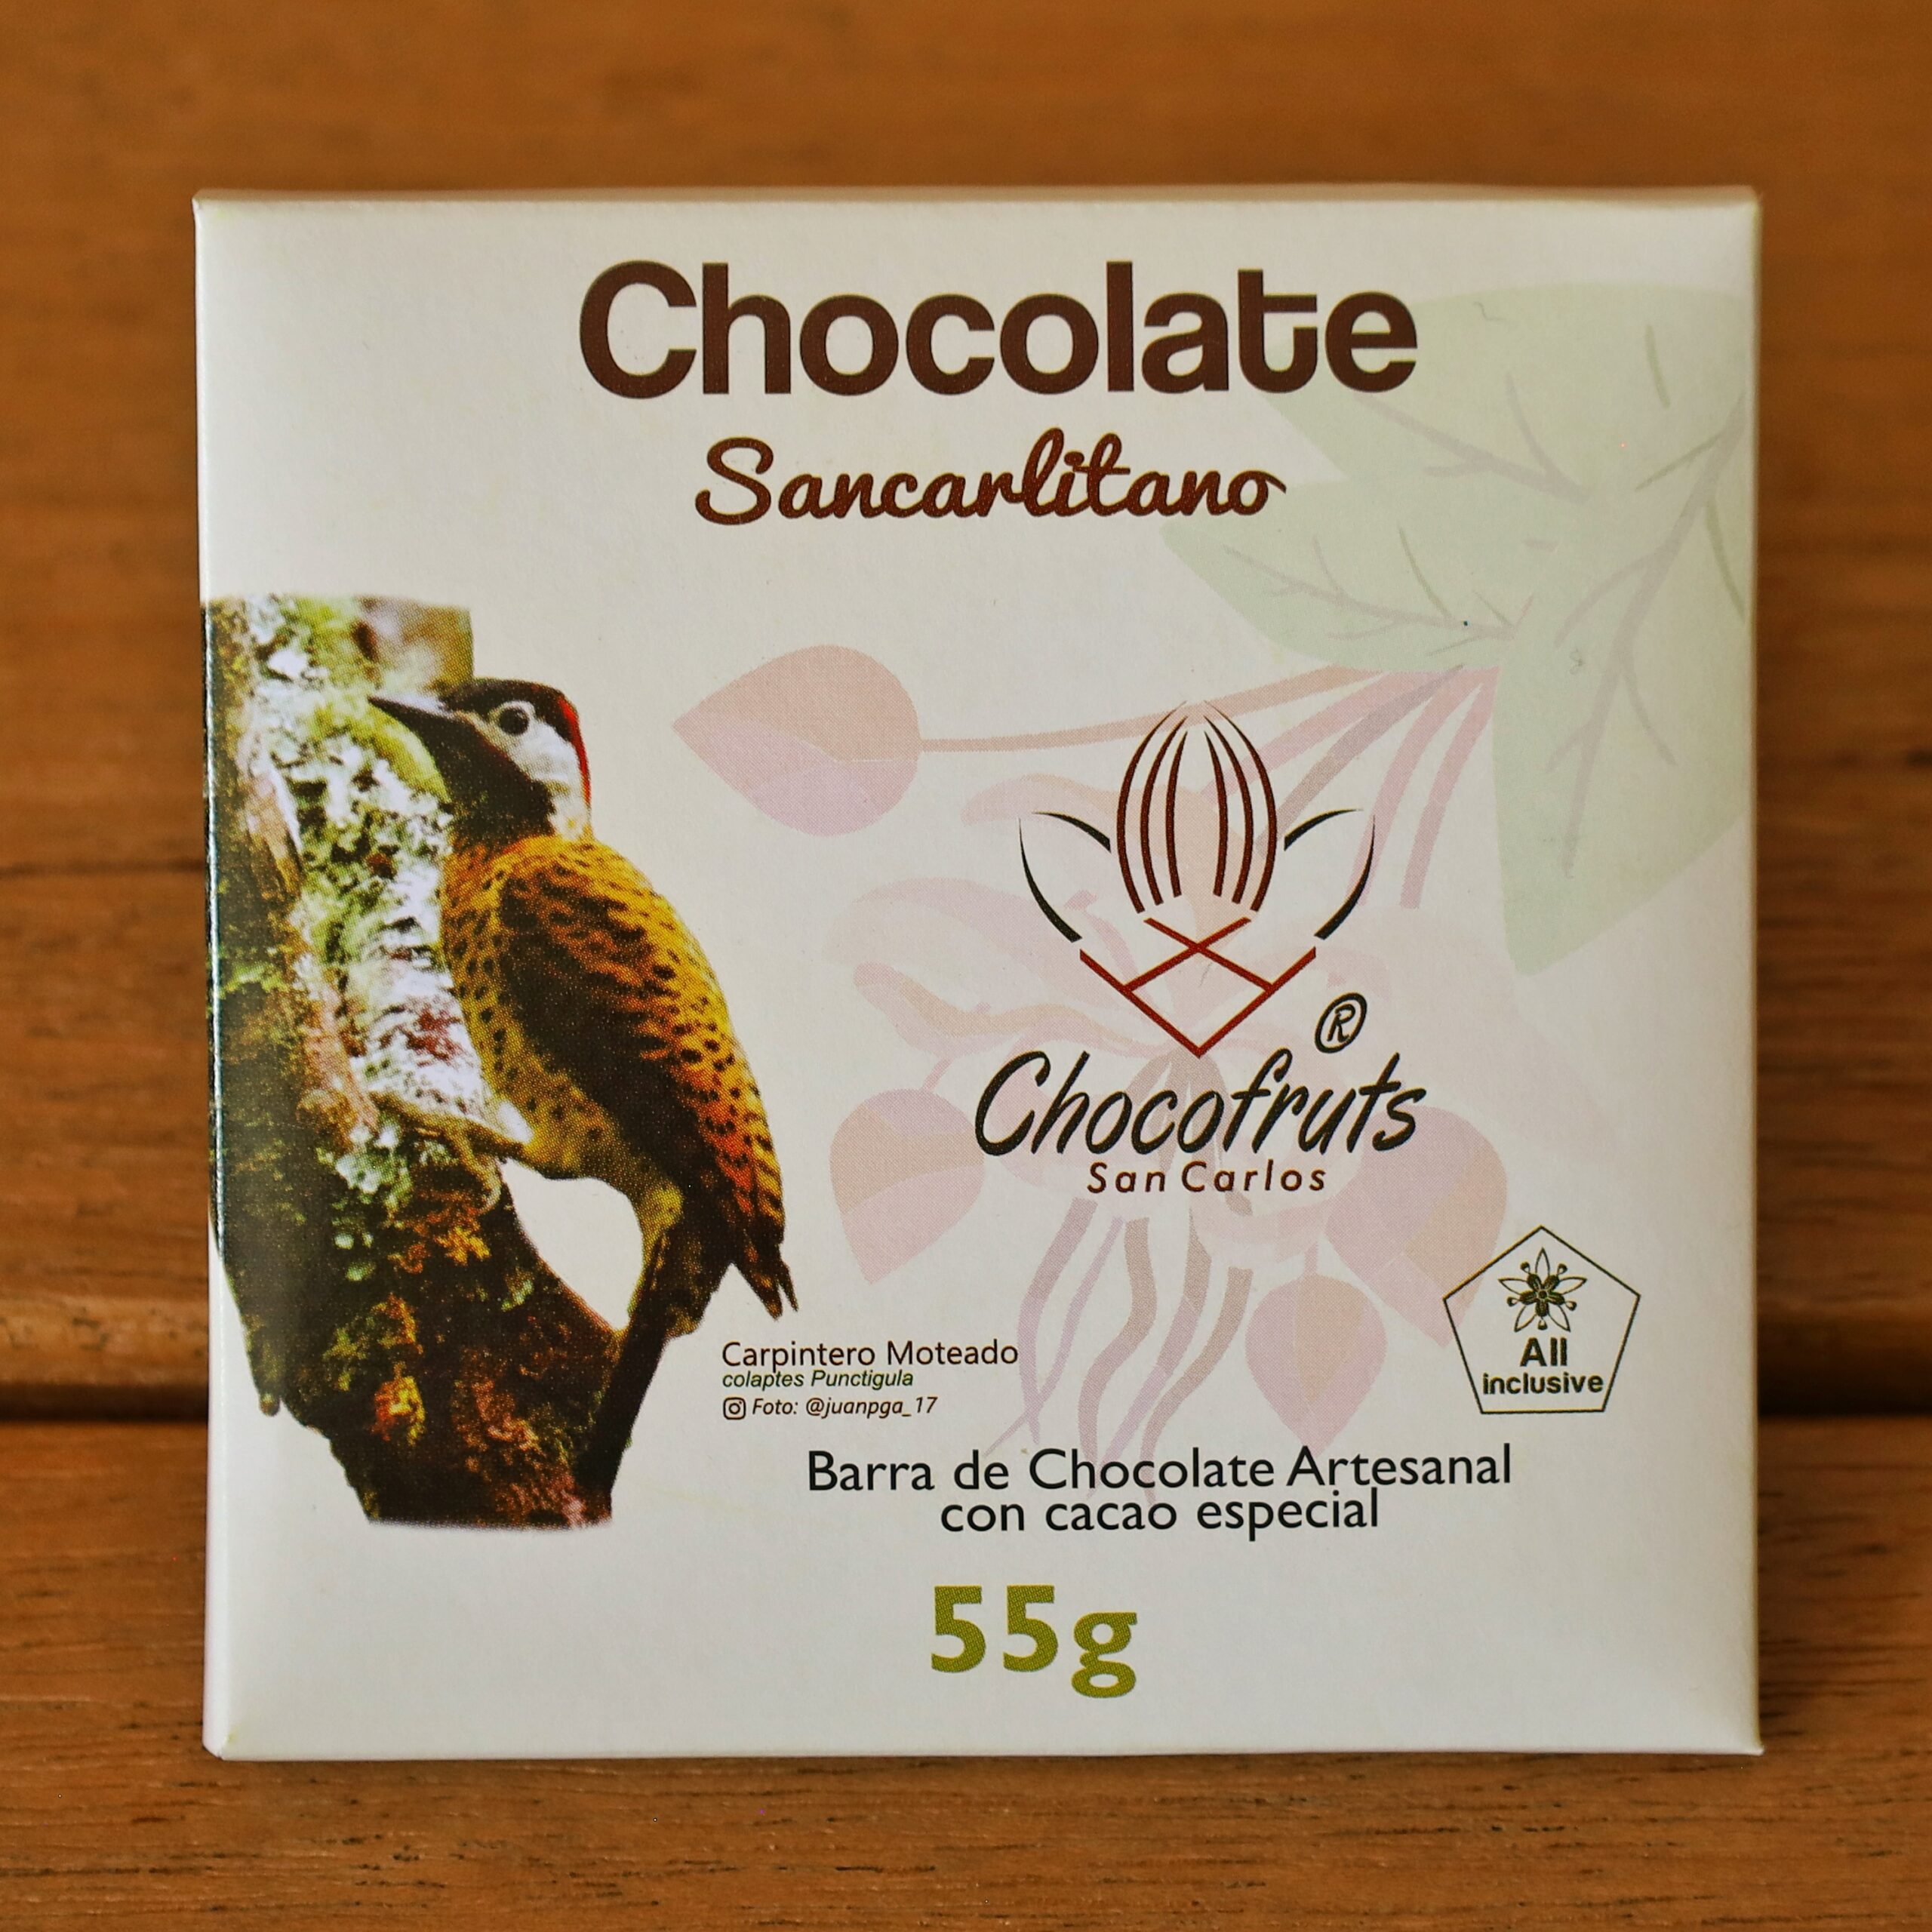 Chocolate
Sancarlitano
®
Chocofruts
San Carlos
All
inclusive
Carpintero Moteado
colaptes Punctigula
Foto: @juanpga_17
Barra de Chocolate Artesanal
con cacao especial
55g